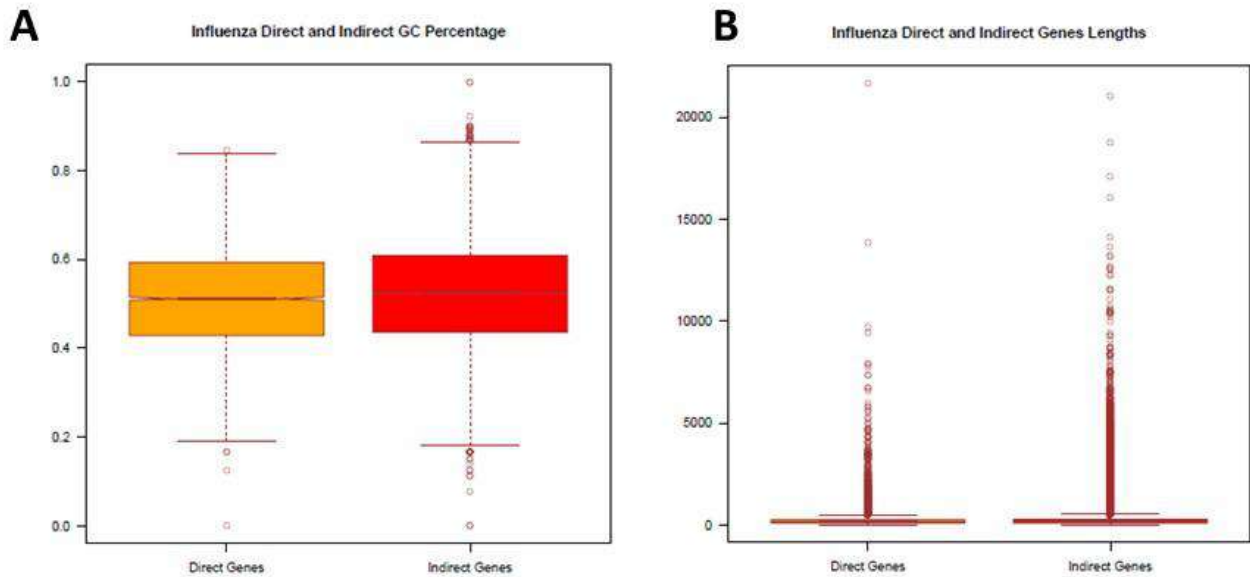 A
Influenza Direct and Indirect GC Percentage
1.0
0.8
0.6
0.4
0.2
0.0
Direct Genes
Indirect Genes
B
Influenza Direct and Indirect Genes Lengths
20000
15000
10000
5000
0
Direct Genes
Indirect Genes